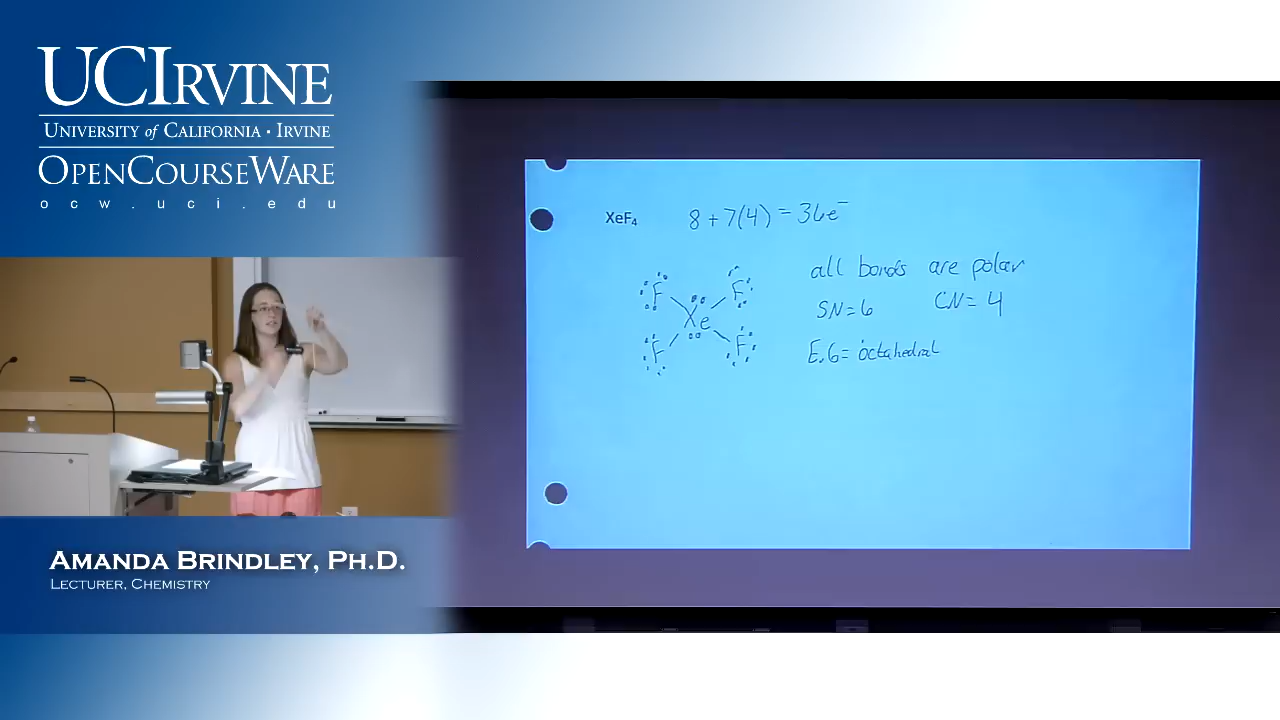 UCIRVINE
UNIVERSITY of CALIFORNIA · IRVINE
OPENCOURSEWARE
ocw.uci.edu
XeF₄ 8 + 7(4) = 36e⁻
all bonds are polar
SN=6 CN=4
E.G= octahedral
F F
Xe
F F
AMANDA BRINDLEY, PH.D.
LECTURER, CHEMISTRY